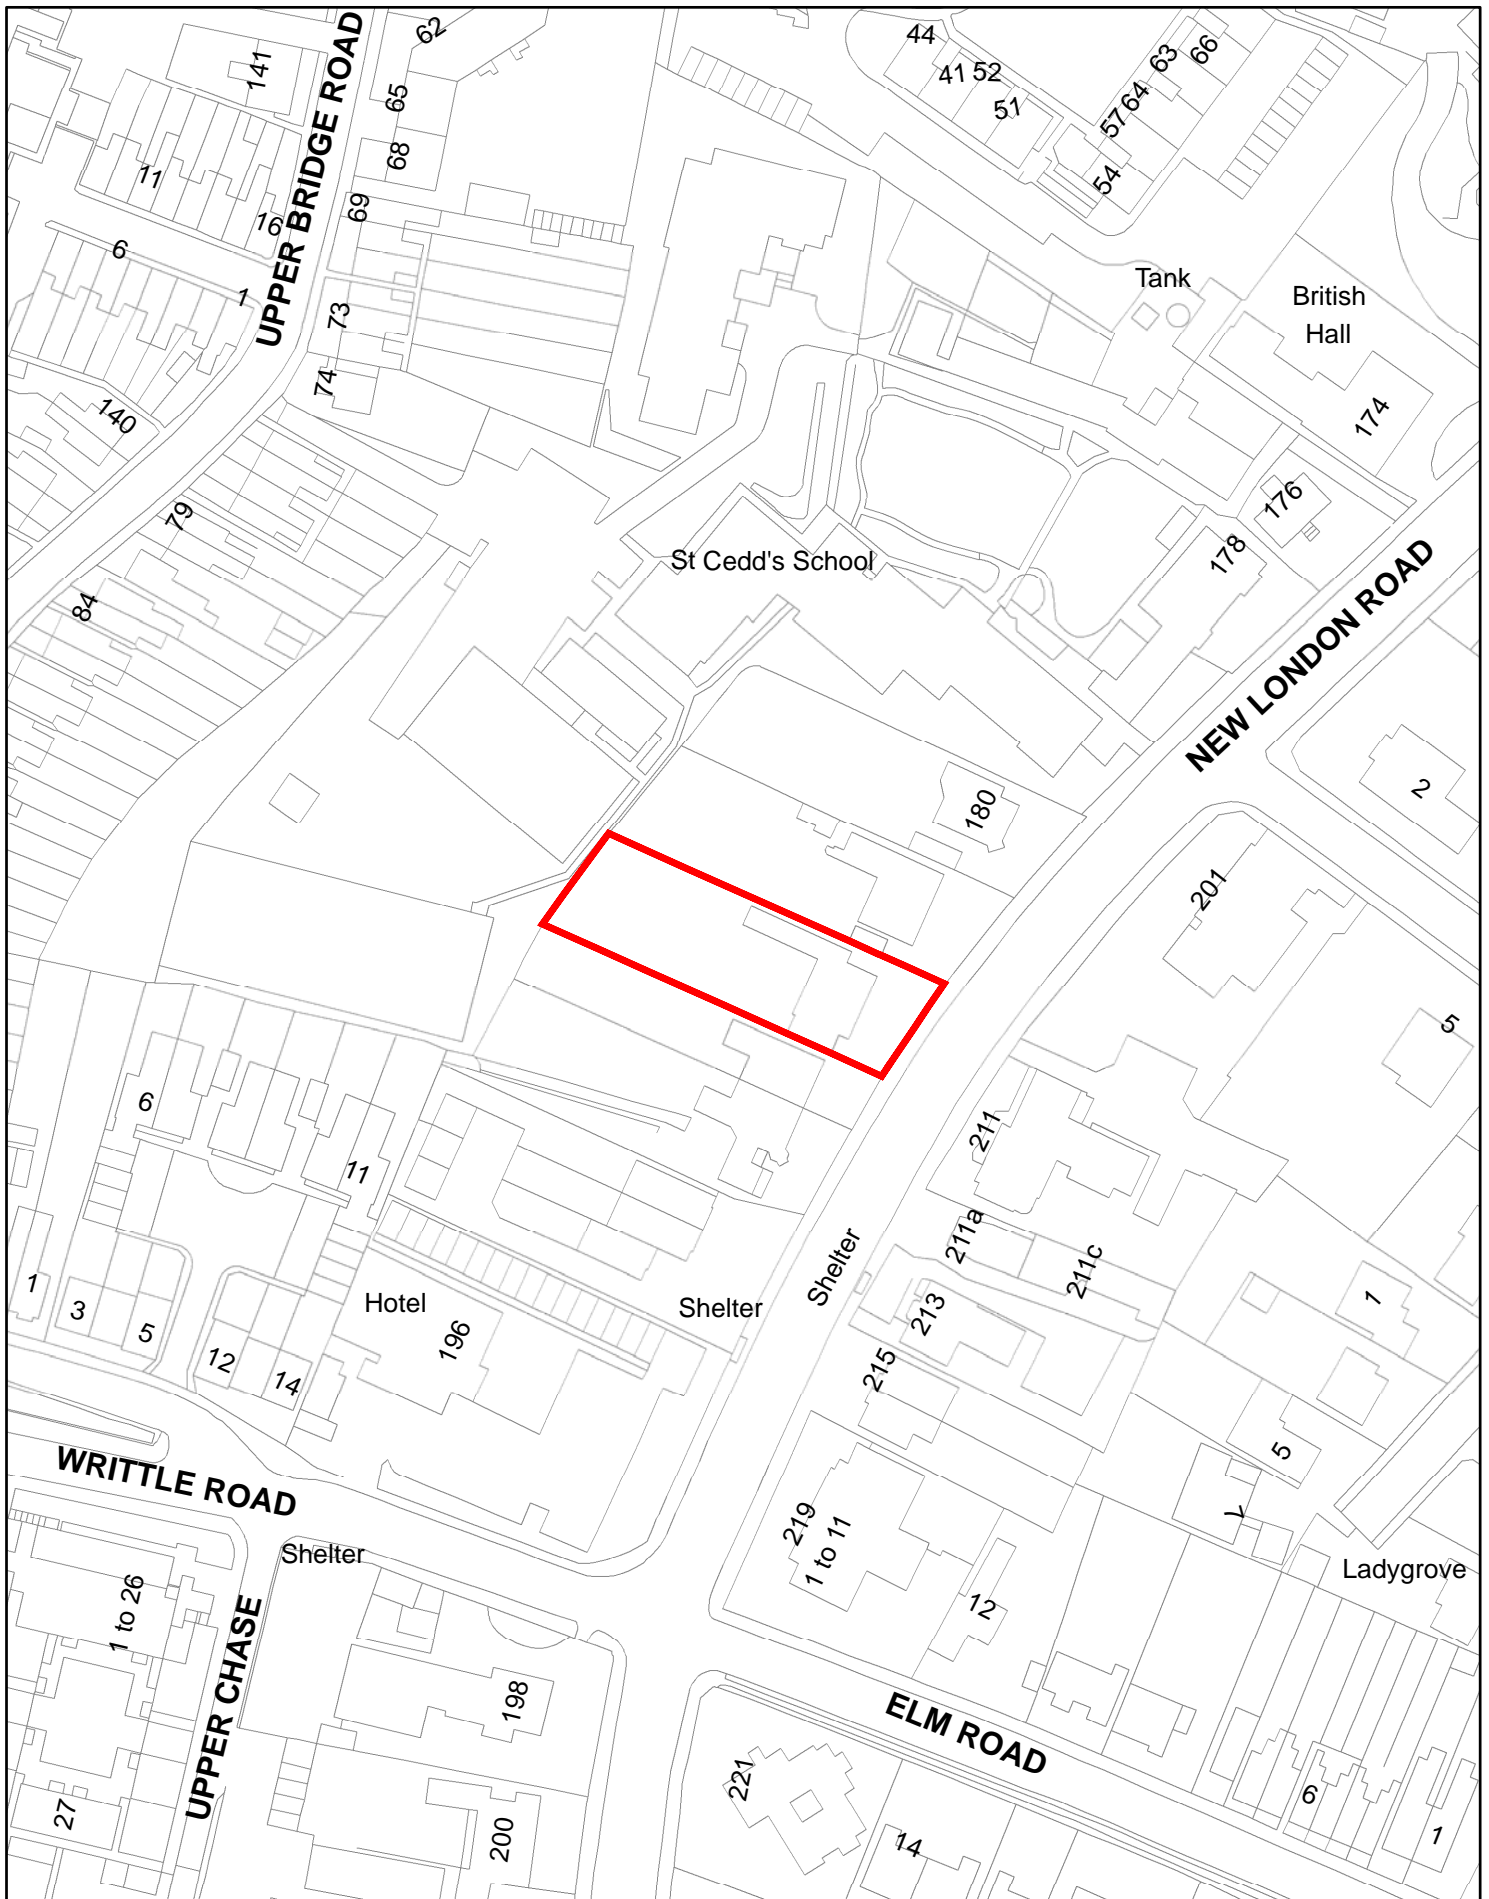 62
44
141
41
52
63
66
65
51
64
57
68
11
54
UPPER BRIDGE ROAD
69
16
6
1
Tank
British
Hall
73
74
140
174
79
176
St Cedd's School
178
84
NEW LONDON ROAD
2
180
201
5
6
211
11
211a
211c
Shelter
1
3
5
Hotel
196
Shelter
213
1
12
14
215
5
WRITTLE ROAD
219
1 to 11
V
Shelter
Ladygrove
1 to 26
UPPER CHASE
12
198
ELM ROAD
221
27
200
14
6
1